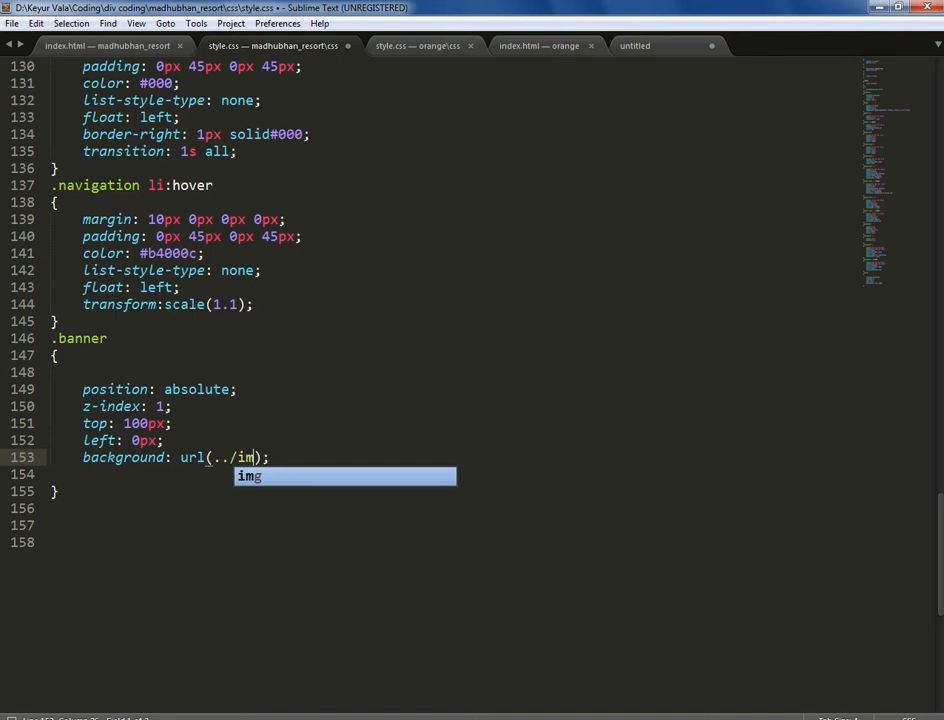 D:\Keyur Vala\Coding\div coding\madhubhan_resort\css\style.css • - Sublime Text (UNREGISTERED)
File Edit Selection Find View Goto Tools Project Preferences Help
index.html — madhubhan_resort × style.css — madhubhan_resort\css • style.css — orange\css × index.html — orange × untitled •
130 padding: 0px 45px 0px 45px;
131 color: #000;
132 list-style-type: none;
133 float: left;
134 border-right: 1px solid#000;
135 transition: 1s all;
136 }
137 .navigation li:hover
138 {
139 margin: 10px 0px 0px 0px;
140 padding: 0px 45px 0px 45px;
141 color: #b4000c;
142 list-style-type: none;
143 float: left;
144 transform:scale(1.1);
145 }
146 .banner
147 {
148
149 position: absolute;
150 z-index: 1;
151 top: 100px;
152 left: 0px;
153 background: url(../im);
img
154
155 }
156
157
158